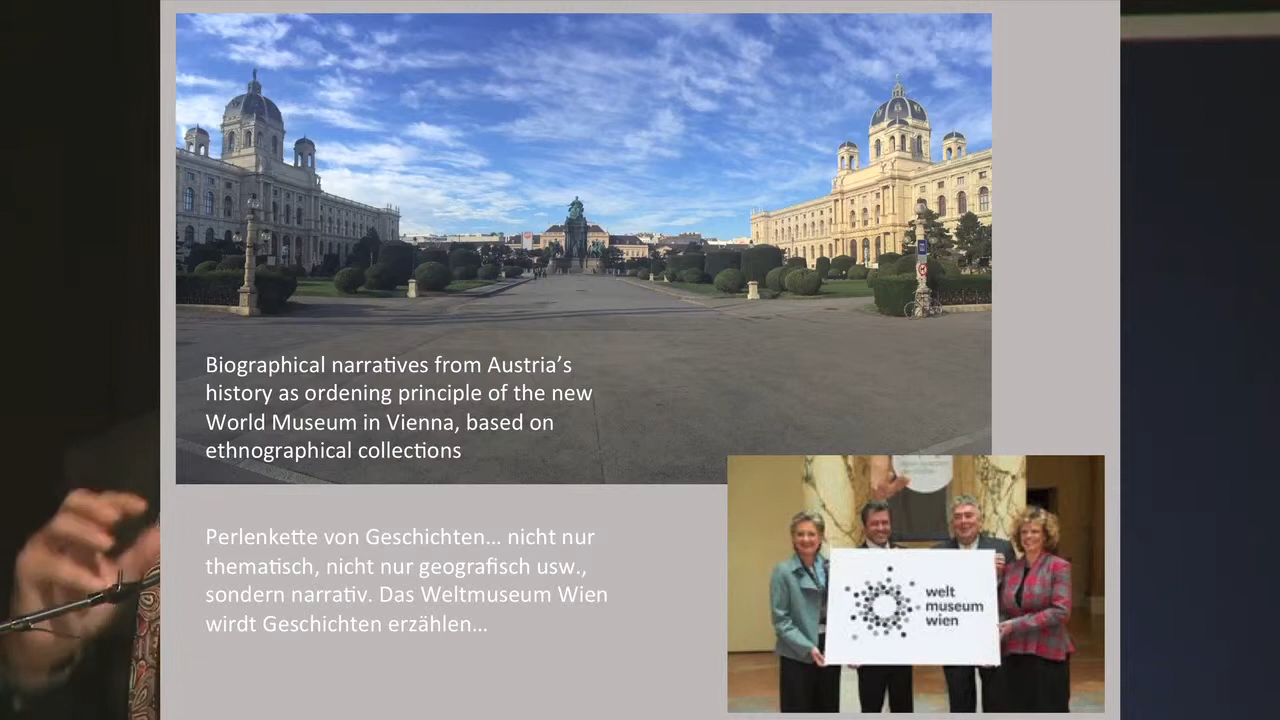 Biographical narratives from Austria’s
history as ordering principle of the new
World Museum in Vienna, based on
ethnographical collections
Perlenkette von Geschichten… nicht nur
thematisch, nicht nur geografisch usw.,
sondern narrativ. Das Weltmuseum Wien
wirdt Geschichten erzählen…
welt
museum
wien